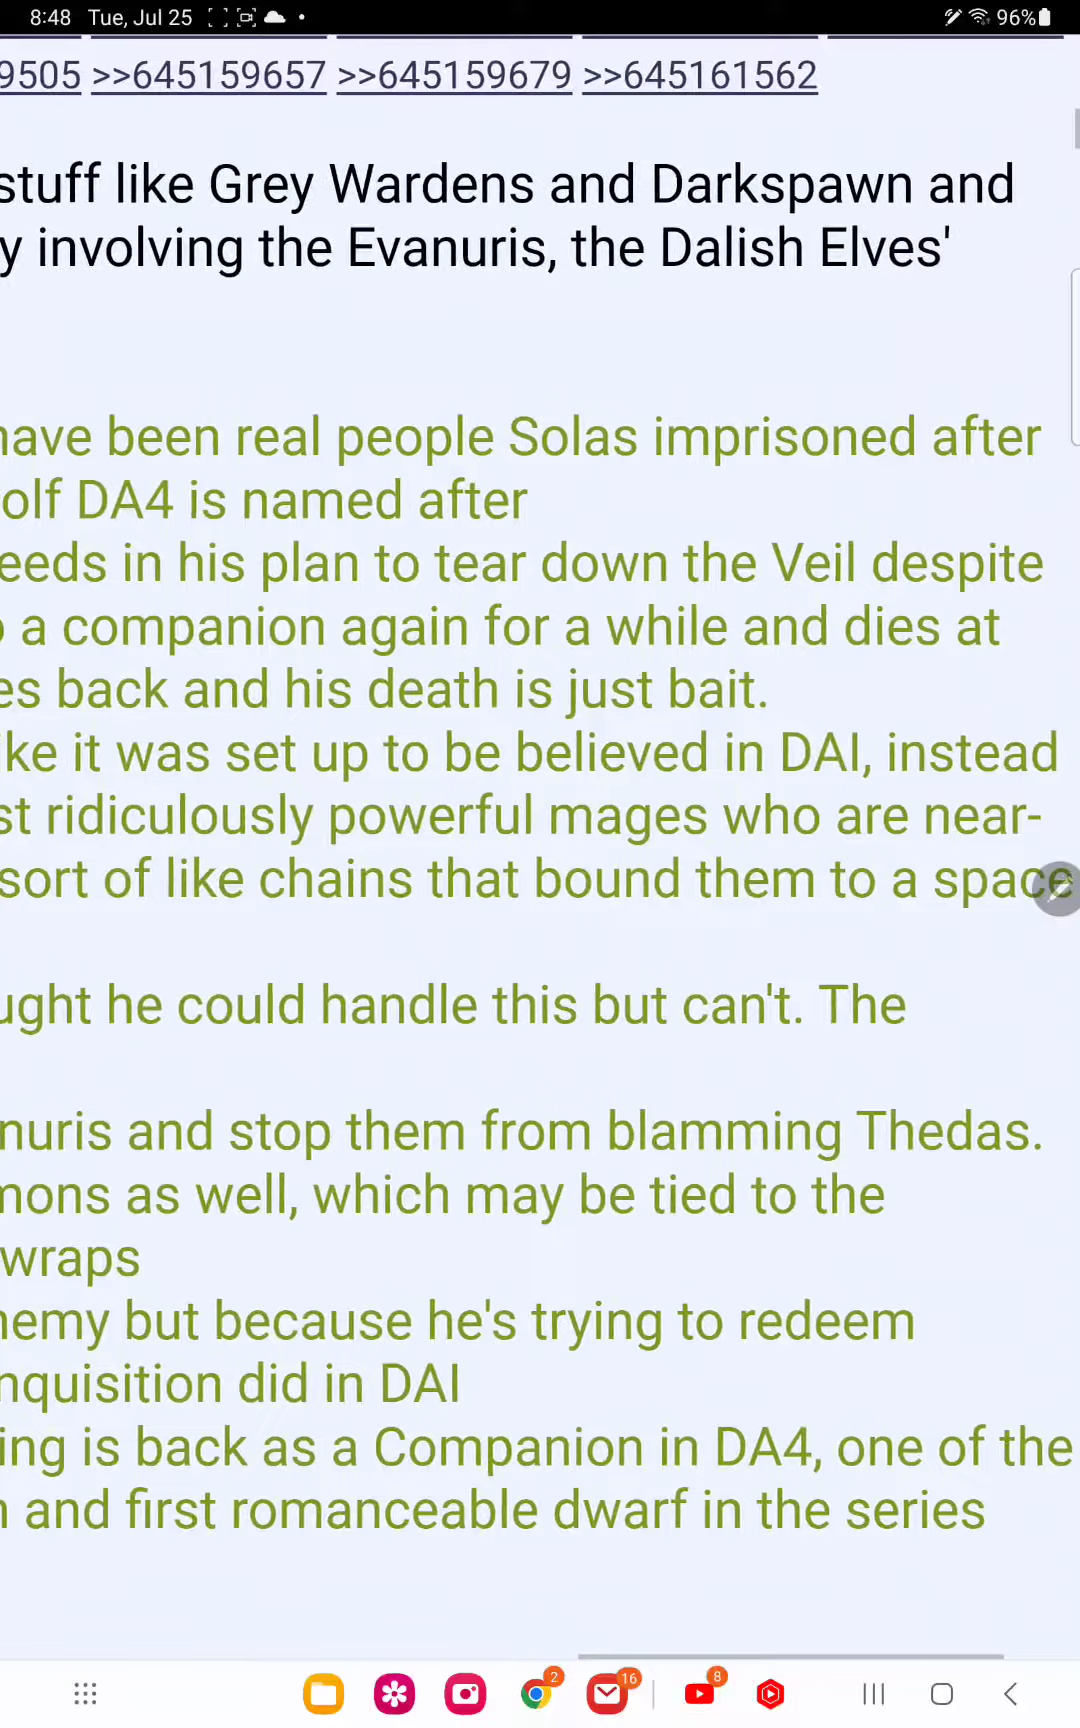 8:48 Tue, Jul 25 96%
9505 >>645159657 >>645159679 >>645161562
stuff like Grey Wardens and Darkspawn and
y involving the Evanuris, the Dalish Elves'
have been real people Solas imprisoned after
olf DA4 is named after
eeds in his plan to tear down the Veil despite
a companion again for a while and dies at
es back and his death is just bait.
ke it was set up to be believed in DAI, instead
st ridiculously powerful mages who are near-
sort of like chains that bound them to a space
ught he could handle this but can't. The
nuris and stop them from blamming Thedas.
mons as well, which may be tied to the
wraps
nemy but because he's trying to redeem
nquisition did in DAI
ing is back as a Companion in DA4, one of the
and first romanceable dwarf in the series
2 16 8